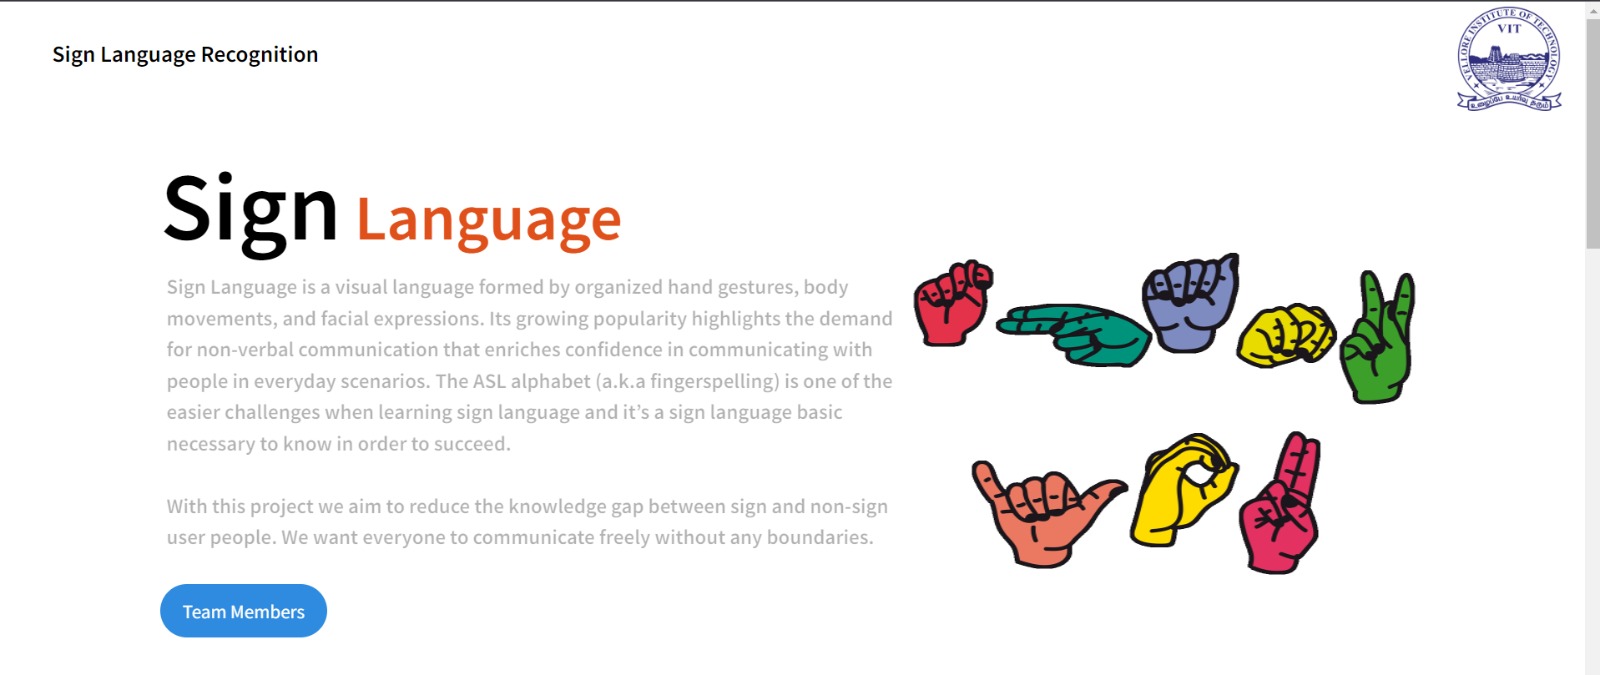 Sign Language Recognition
VELLORE INSTITUTE OF TECHNOLOGY
VIT
உழைப்பே உயர்வு தரும்
Sign Language
Sign Language is a visual language formed by organized hand gestures, body
movements, and facial expressions. Its growing popularity highlights the demand
for non-verbal communication that enriches confidence in communicating with
people in everyday scenarios. The ASL alphabet (a.k.a fingerspelling) is one of the
easier challenges when learning sign language and it’s a sign language basic
necessary to know in order to succeed.
With this project we aim to reduce the knowledge gap between sign and non-sign
user people. We want everyone to communicate freely without any boundaries.
Team Members